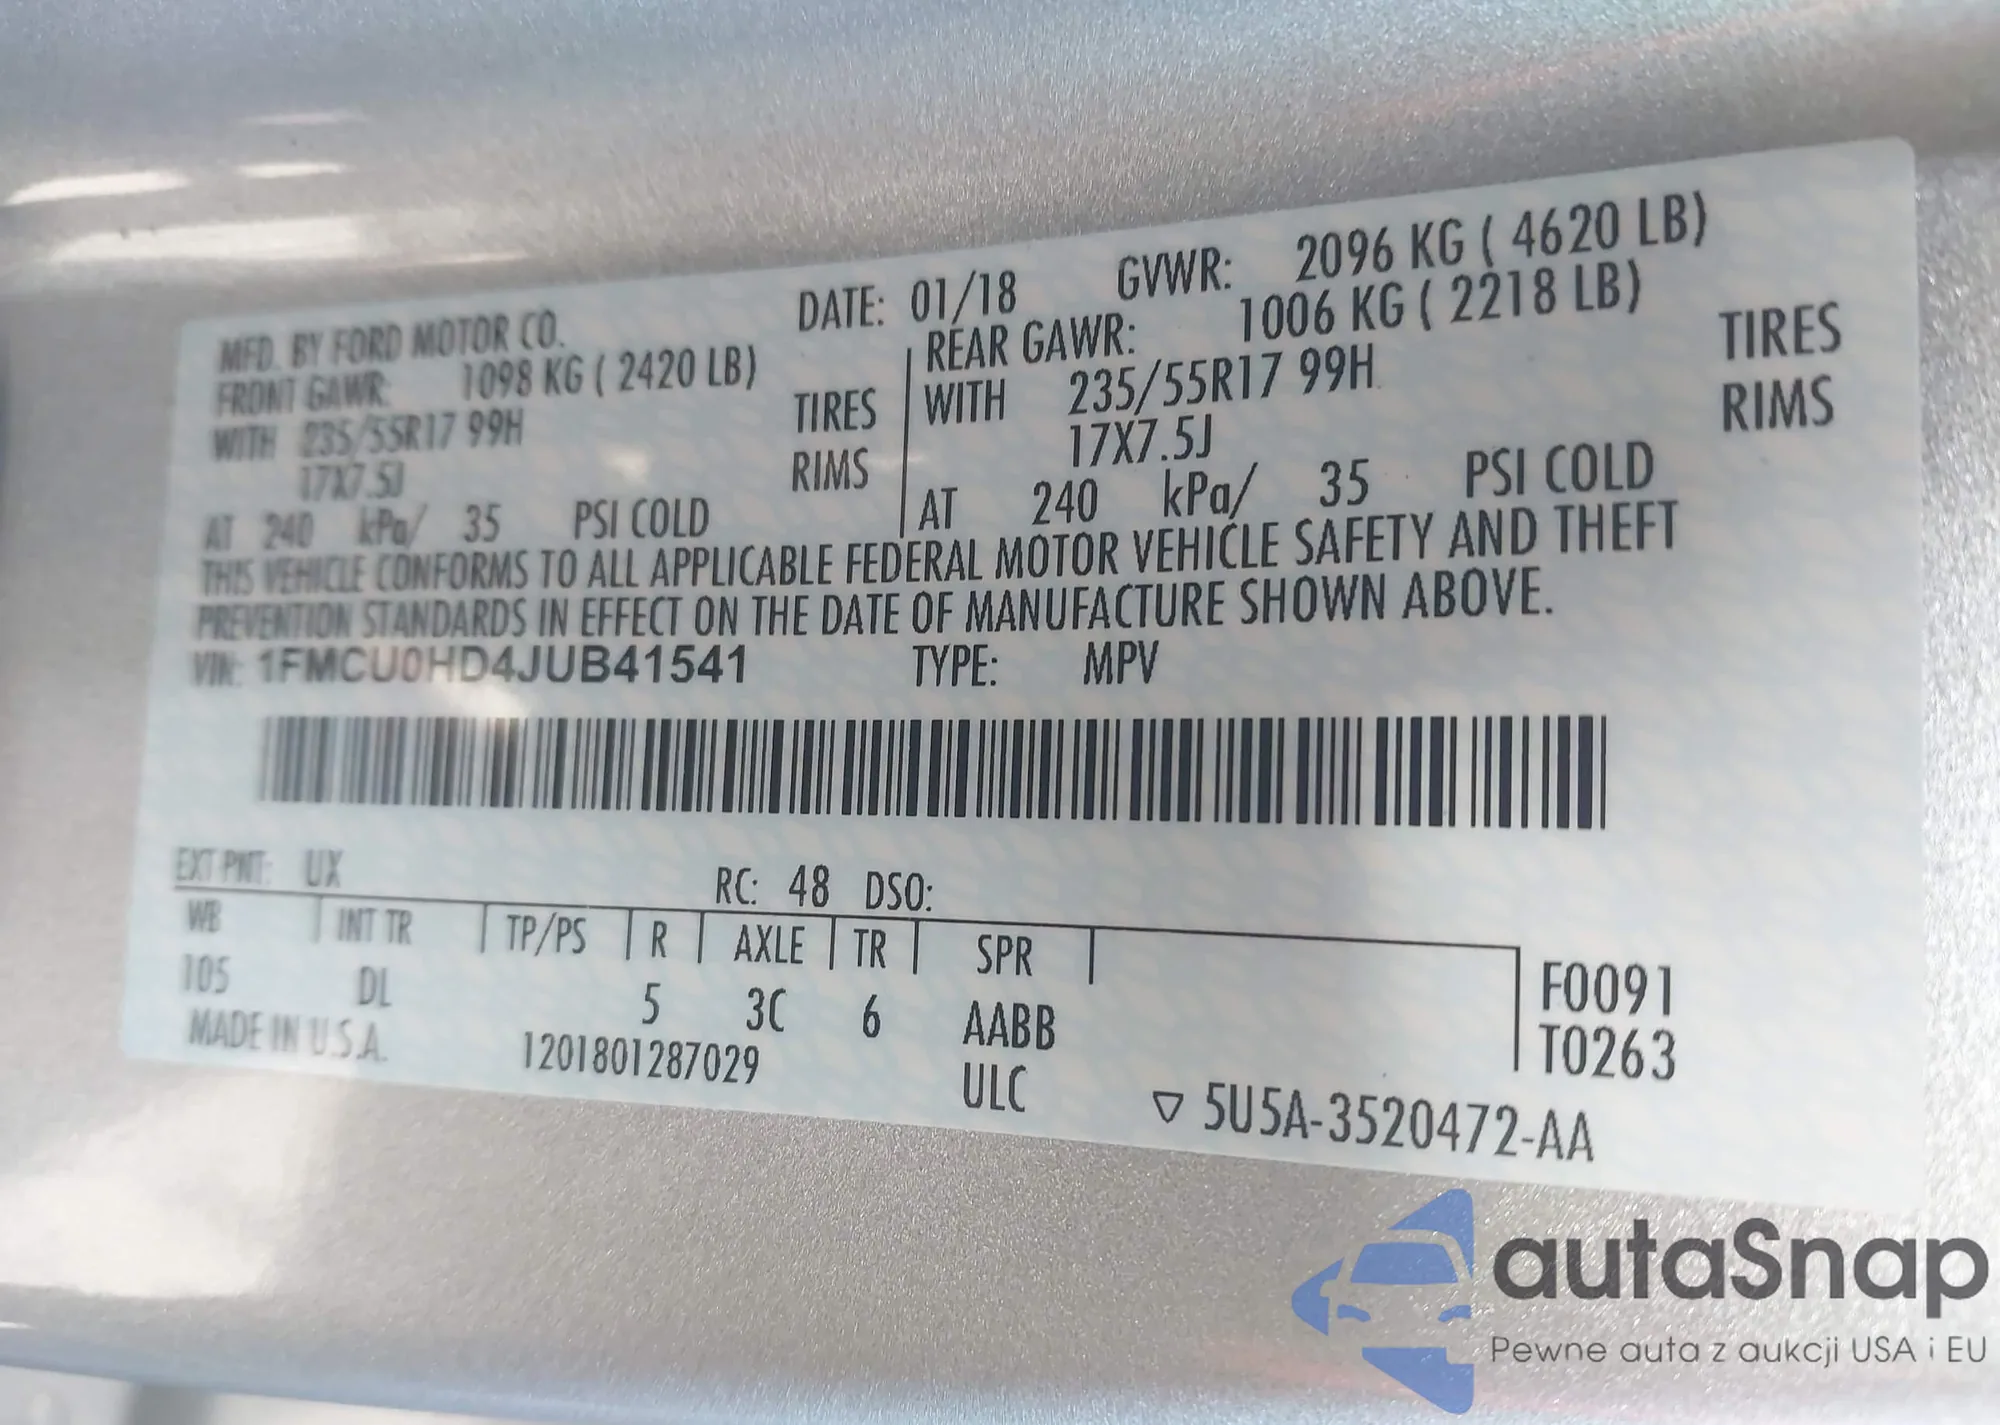 MFD. BY FORD MOTOR CO. DATE: 01/18 GVWR: 2096 KG ( 4620 LB)
FRONT GAWR: 1098 KG ( 2420 LB) REAR GAWR: 1006 KG ( 2218 LB)
WITH 235/55R17 99H TIRES WITH 235/55R17 99H TIRES
17X7.5J RIMS 17X7.5J RIMS
AT 240 kPa/ 35 PSI COLD AT 240 kPa/ 35 PSI COLD
THIS VEHICLE CONFORMS TO ALL APPLICABLE FEDERAL MOTOR VEHICLE SAFETY AND THEFT
PREVENTION STANDARDS IN EFFECT ON THE DATE OF MANUFACTURE SHOWN ABOVE.
VIN: 1FMCU0HD4JUB41541 TYPE: MPV
EXT PNT: UX RC: 48 DSO:
WB INT TR TP/PS R AXLE TR SPR F0091
105 DL 5 3C 6 AABB T0263
MADE IN U.S.A. 1201801287029 ULC ▽ 5U5A-3520472-AA
autaSnap
Pewne auta z aukcji USA i EU